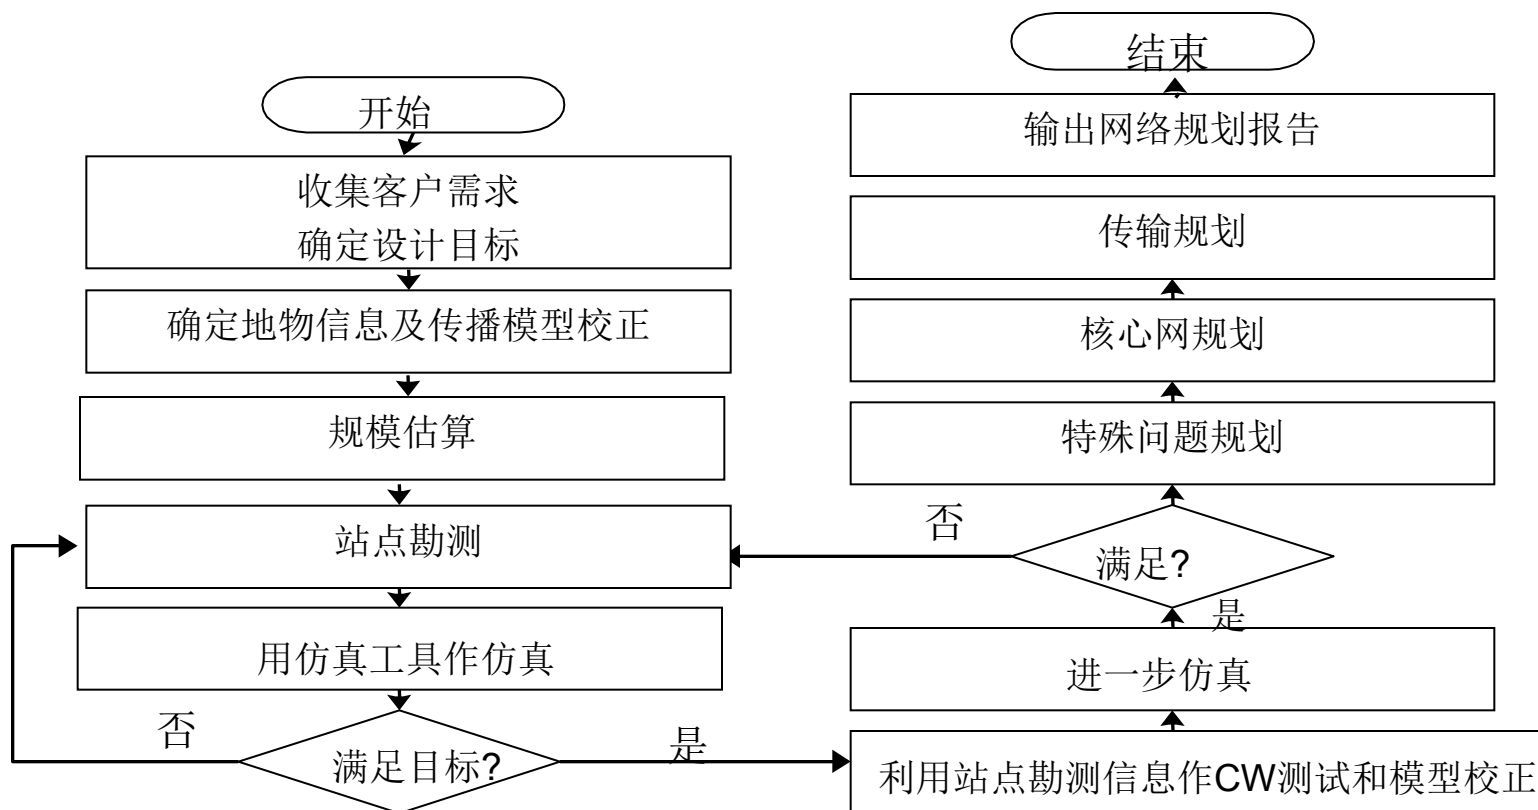 开始
收集客户需求
确定设计目标
确定地物信息及传播模型校正
规模估算
站点勘测
用仿真工具作仿真
否
满足目标?
是
结束
输出网络规划报告
传输规划
核心网规划
特殊问题规划
否
满足?
是
进一步仿真
利用站点勘测信息作CW测试和模型校正